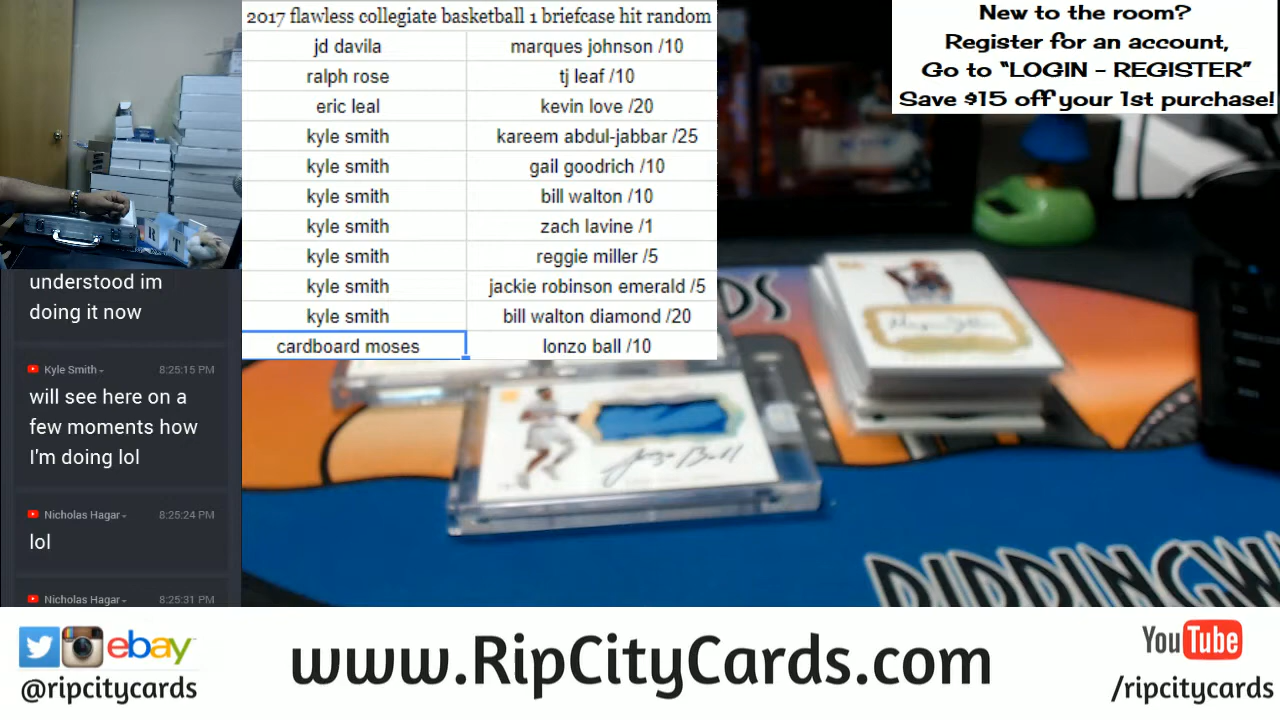 2017 flawless collegiate basketball 1 briefcase hit random
jd davila marques johnson /10
ralph rose tj leaf /10
eric leal kevin love /20
kyle smith kareem abdul-jabbar /25
kyle smith gail goodrich /10
kyle smith bill walton /10
kyle smith zach lavine /1
kyle smith reggie miller /5
kyle smith jackie robinson emerald /5
kyle smith bill walton diamond /20
cardboard moses lonzo ball /10
New to the room?
Register for an account,
Go to “LOGIN - REGISTER”
Save $15 off your 1st purchase!
R T
understood im
doing it now
Kyle Smith 8:25:15 PM
will see here on a
few moments how
I'm doing lol
Nicholas Hagar 8:25:24 PM
lol
Nicholas Hagar 8:25:31 PM
ebay
@ripcitycards
www.RipCityCards.com
YouTube
/ripcitycards